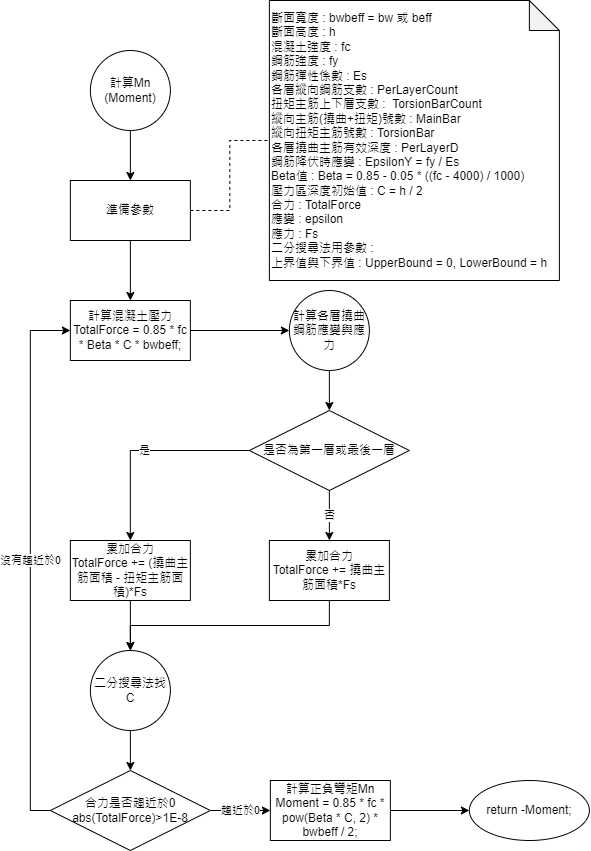 斷面寬度 : bwbeff = bw 或 beff
斷面高度 : h
混凝土強度 : fc
鋼筋強度 : fy
鋼筋彈性係數 : Es
各層縱向鋼筋支數 : PerLayerCount
扭矩主筋上下層支數 :  TorsionBarCount
縱向主筋(撓曲+扭矩)號數 : MainBar
縱向扭矩主筋號數 : TorsionBar
各層撓曲主筋有效深度 : PerLayerD
鋼筋降伏時應變 : EpsilonY = fy / Es
Beta值 : Beta = 0.85 - 0.05 * ((fc - 4000) / 1000)
壓力區深度初始值 : C = h / 2
合力 : TotalForce
應變 : epsilon
應力 : Fs
二分搜尋法用參數 :
上界值與下界值 : UpperBound = 0, LowerBound = h
計算Mn
(Moment)
準備參數
計算混凝土壓力
TotalForce = 0.85 * fc
* Beta * C * bwbeff;
計算各層撓曲
鋼筋應變與應
力
是否為第一層或最後一層
是
否
累加合力
TotalForce += (撓曲主
筋面積 - 扭矩主筋面
積)*Fs
累加合力
TotalForce += 撓曲主
筋面積*Fs
沒有趨近於0
二分搜尋法找
C
合力是否趨近於0
abs(TotalForce)>1E-8
趨近於0
計算正負彎矩Mn
Moment = 0.85 * fc *
pow(Beta * C, 2) *
bwbeff / 2;
return -Moment;